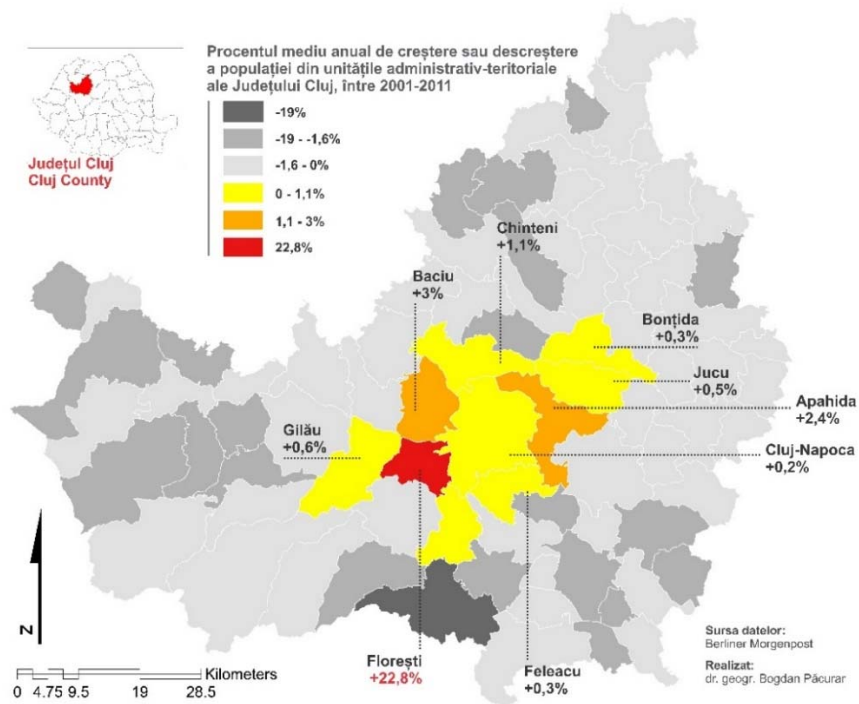 Procentul mediu anual de creștere sau descreștere
a populației din unitățile administrativ-teritoriale
ale Județului Cluj, între 2001-2011
-19%
-19 - -1,6%
-1,6 - 0%
0 - 1,1%
1,1 - 3%
22,8%
Județul Cluj
Cluj County
Chinteni
+1,1%
Baciu
+3%
Bonțida
+0,3%
Jucu
+0,5%
Apahida
+2,4%
Gilău
+0,6%
Cluj-Napoca
+0,2%
N
Florești
+22,8%
Feleacu
+0,3%
Kilometers
0 4.75 9.5 19 28.5
Sursa datelor:
Berliner Morgenpost
Realizat:
dr. geogr. Bogdan Păcurar